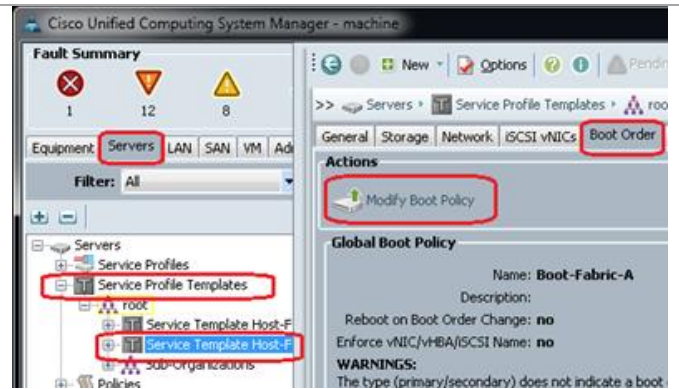 Cisco Unified Computing System Manager - machine
Fault Summary
1 12 8
New Options
>> Servers Service Profile Templates
Equipment Servers LAN SAN VM
General Storage Network iSCSI vNICs Boot Order
Filter: All
Actions
Modify Boot Policy
Servers
Service Profiles
Service Profile Templates
root
Service Template Host-F
Service Template Host-F
Sub-Organizations
Policies
Global Boot Policy
Name: Boot-Fabric-A
Description:
Reboot on Boot Order Change: no
Enforce vNIC/vHBA/iSCSI Name: no
WARNINGS:
The type (primary/secondary) does not indicate a boot